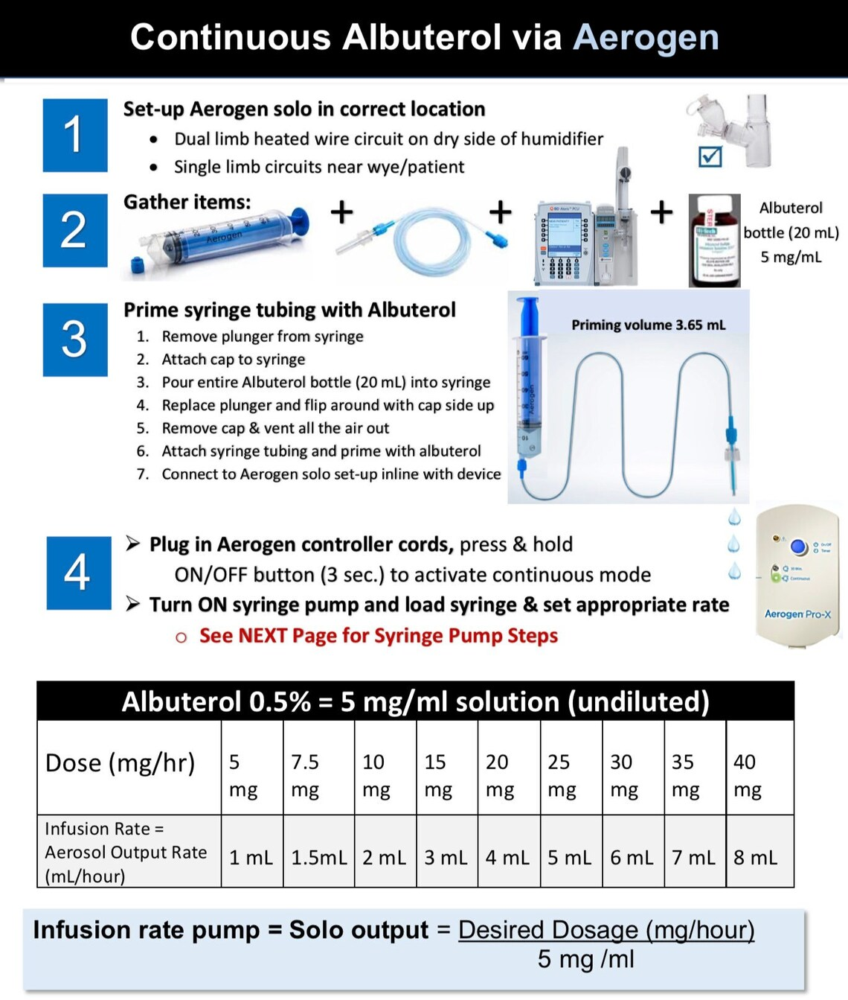 Continuous Albuterol via Aerogen
1
Set-up Aerogen solo in correct location
• Dual limb heated wire circuit on dry side of humidifier
• Single limb circuits near wye/patient
2
Gather items:
Aerogen
+
+
+
Albuterol
bottle (20 mL)
5 mg/mL
3
Prime syringe tubing with Albuterol
1. Remove plunger from syringe
2. Attach cap to syringe
3. Pour entire Albuterol bottle (20 mL) into syringe
4. Replace plunger and flip around with cap side up
5. Remove cap & vent all the air out
6. Attach syringe tubing and prime with albuterol
7. Connect to Aerogen solo set-up inline with device
Priming volume 3.65 mL
Aerogen
4
➢ Plug in Aerogen controller cords, press & hold
ON/OFF button (3 sec.) to activate continuous mode
➢ Turn ON syringe pump and load syringe & set appropriate rate
o See NEXT Page for Syringe Pump Steps
On/Off
Timer
30 Min.
Continuous
Aerogen Pro-X
Albuterol 0.5% = 5 mg/ml solution (undiluted)
Dose (mg/hr) 5 mg 7.5 mg 10 mg 15 mg 20 mg 25 mg 30 mg 35 mg 40 mg
Infusion Rate =
Aerosol Output Rate
(mL/hour) 1 mL 1.5mL 2 mL 3 mL 4 mL 5 mL 6 mL 7 mL 8 mL
Infusion rate pump = Solo output = Desired Dosage (mg/hour)
5 mg /ml